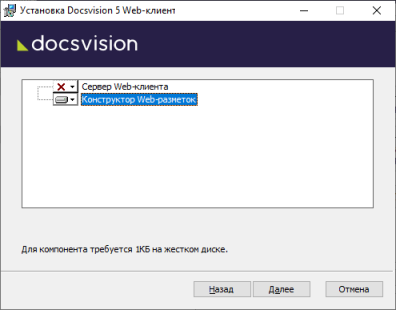 Установка Docsvision 5 Web-клиент
docsvision
Сервер Web-клиента
Конструктор Web-разметок
Для компонента требуется 1КБ на жестком диске.
Назад
Далее
Отмена